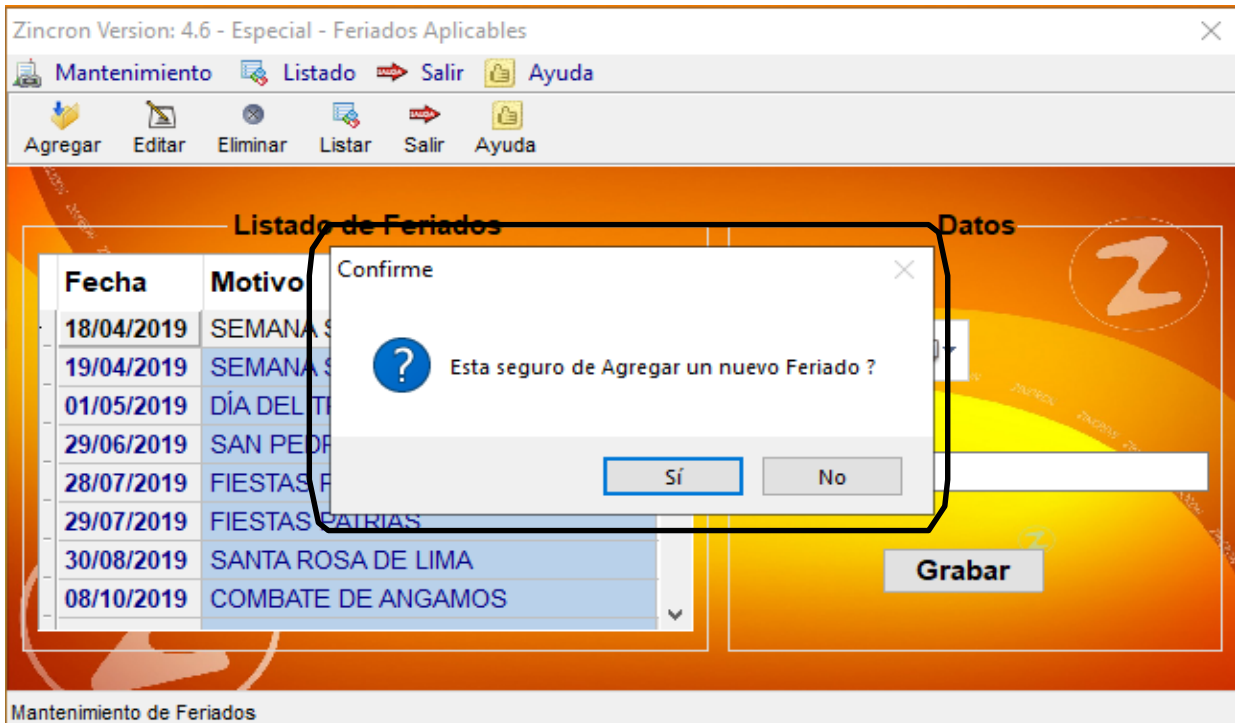 Zincron Version: 4.6 - Especial - Feriados Aplicables
Mantenimiento Listado Salir Ayuda
Agregar Editar Eliminar Listar Salir Ayuda
Listado de Feriados
Datos
Fecha Motivo
18/04/2019 SEMANA
19/04/2019 SEMANA
01/05/2019 DÍA DEL
29/06/2019 SAN
28/07/2019 FIESTAS
29/07/2019 FIESTAS PATRIAS
30/08/2019 SANTA ROSA DE LIMA
08/10/2019 COMBATE DE ANGAMOS
Confirme
Esta seguro de Agregar un nuevo Feriado ?
Sí No
Grabar
Mantenimiento de Feriados